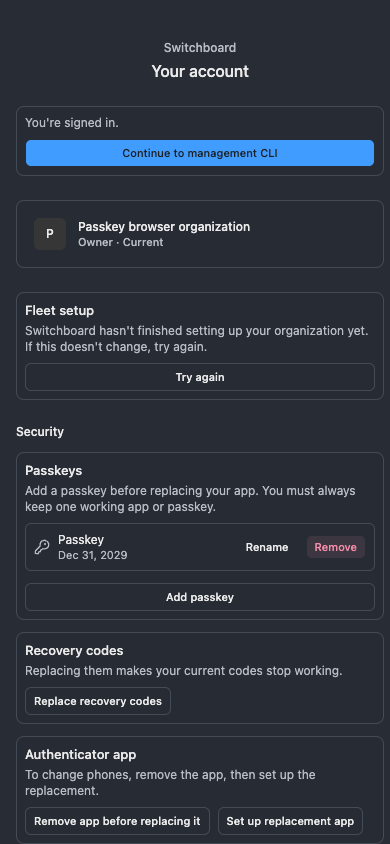 Switchboard
Your account
You're signed in.
Continue to management CLI
P
Passkey browser organization
Owner · Current
Fleet setup
Switchboard hasn't finished setting up your organization yet.
If this doesn't change, try again.
Try again
Security
Passkeys
Add a passkey before replacing your app. You must always
keep one working app or passkey.
Passkey
Dec 31, 2029
Rename
Remove
Add passkey
Recovery codes
Replacing them makes your current codes stop working.
Replace recovery codes
Authenticator app
To change phones, remove the app, then set up the
replacement.
Remove app before replacing it
Set up replacement app